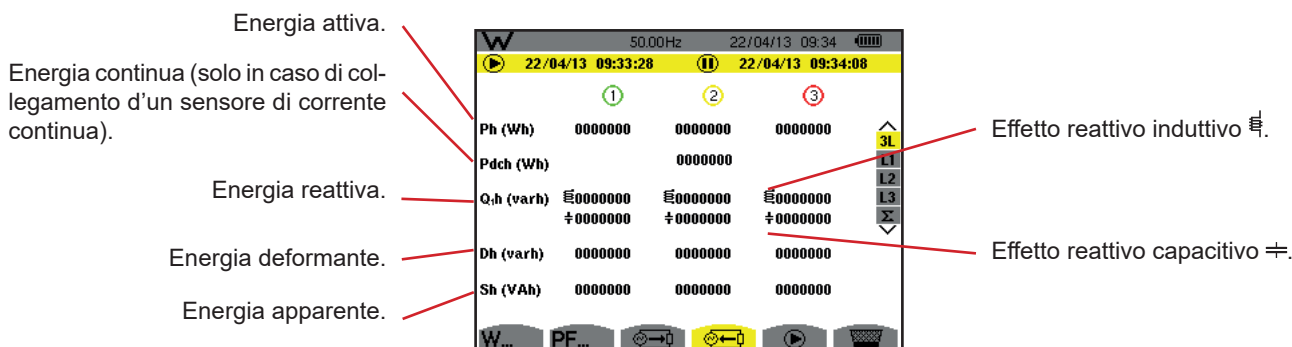 Energia attiva.
Energia continua (solo in caso di col-
legamento d'un sensore di corrente
continua).
Energia reattiva.
Energia deformante.
Energia apparente.
W 50.00Hz 22/04/13 09:34
22/04/13 09:33:28 22/04/13 09:34:08
1 2 3
Ph (Wh) 0000000 0000000 0000000
Pdch (Wh) 0000000
Q₁h (varh) 0000000 0000000 0000000
0000000 0000000 0000000
Dh (varh) 0000000 0000000 0000000
Sh (VAh) 0000000 0000000 0000000
3L
L1
L2
L3
Σ
W... PF...
Effetto reattivo induttivo .
Effetto reattivo capacitivo .